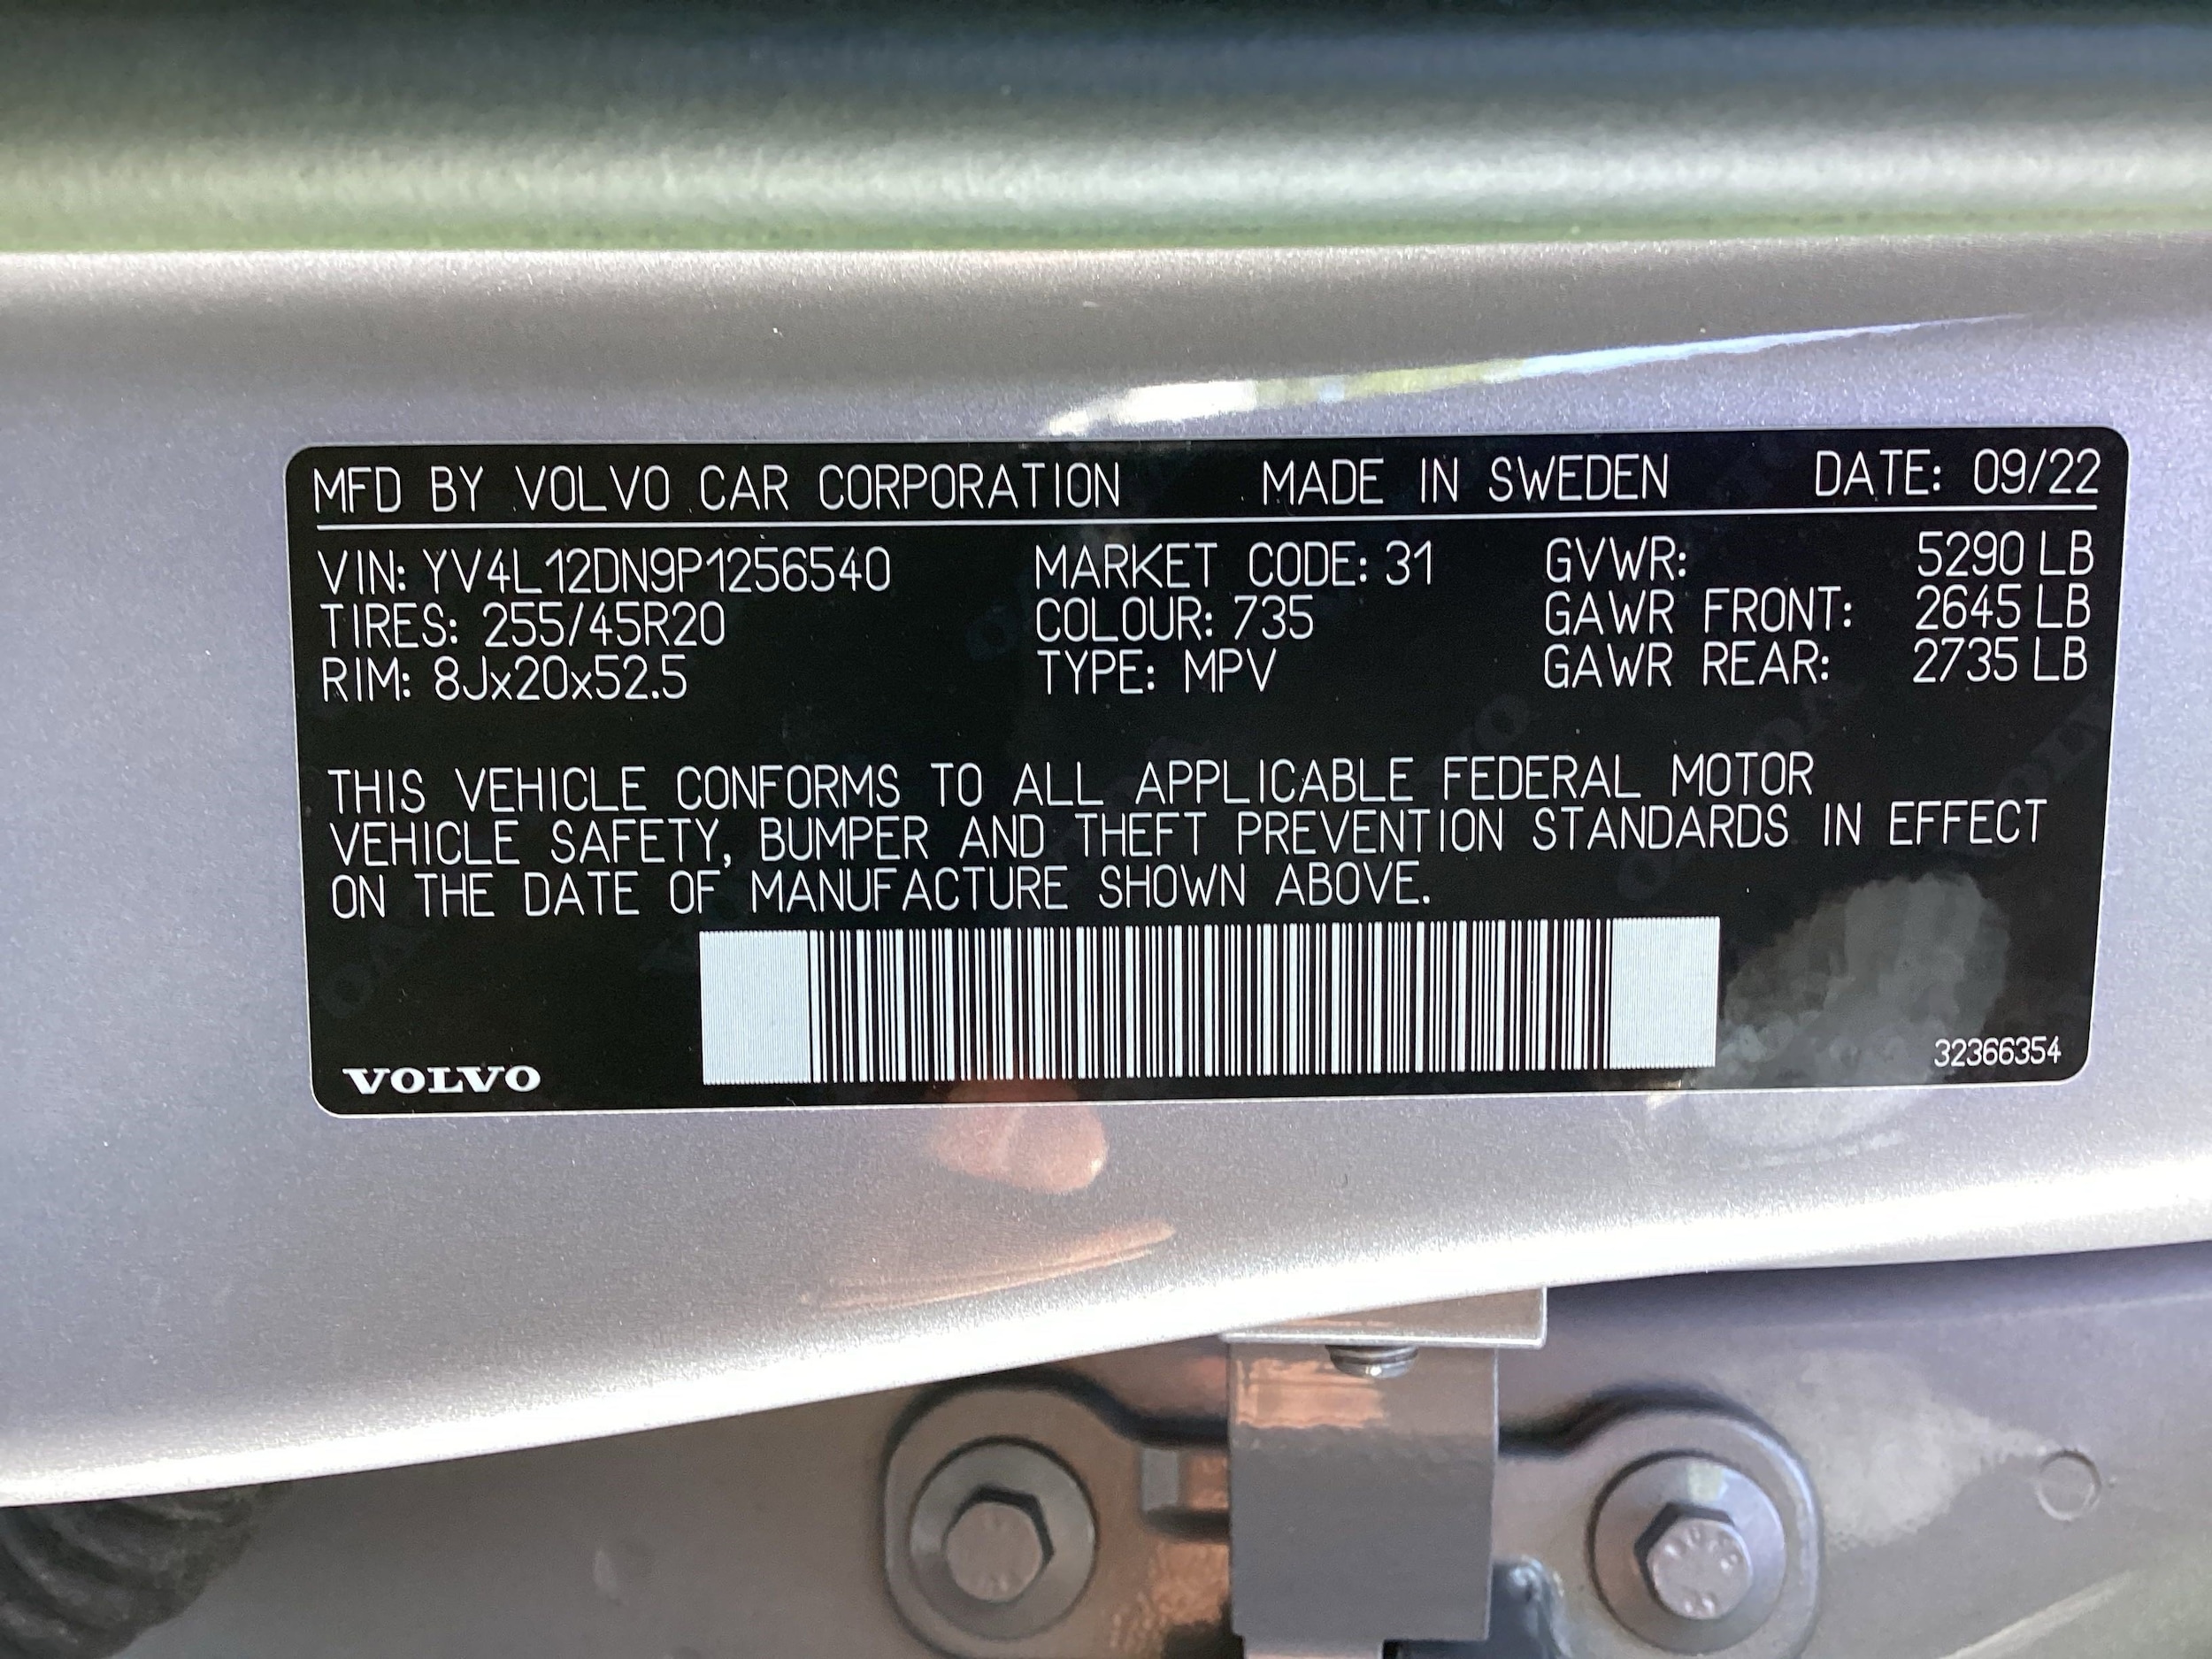 MFD BY VOLVO CAR CORPORATION MADE IN SWEDEN DATE: 09/22
VIN: YV4L12DN9P1256540 MARKET CODE: 31 GVWR: 5290 LB
TIRES: 255/45R20 COLOUR: 735 GAWR FRONT: 2645 LB
RIM: 8Jx20x52.5 TYPE: MPV GAWR REAR: 2735 LB
THIS VEHICLE CONFORMS TO ALL APPLICABLE FEDERAL MOTOR
VEHICLE SAFETY, BUMPER AND THEFT PREVENTION STANDARDS IN EFFECT
ON THE DATE OF MANUFACTURE SHOWN ABOVE.
VOLVO
32366354